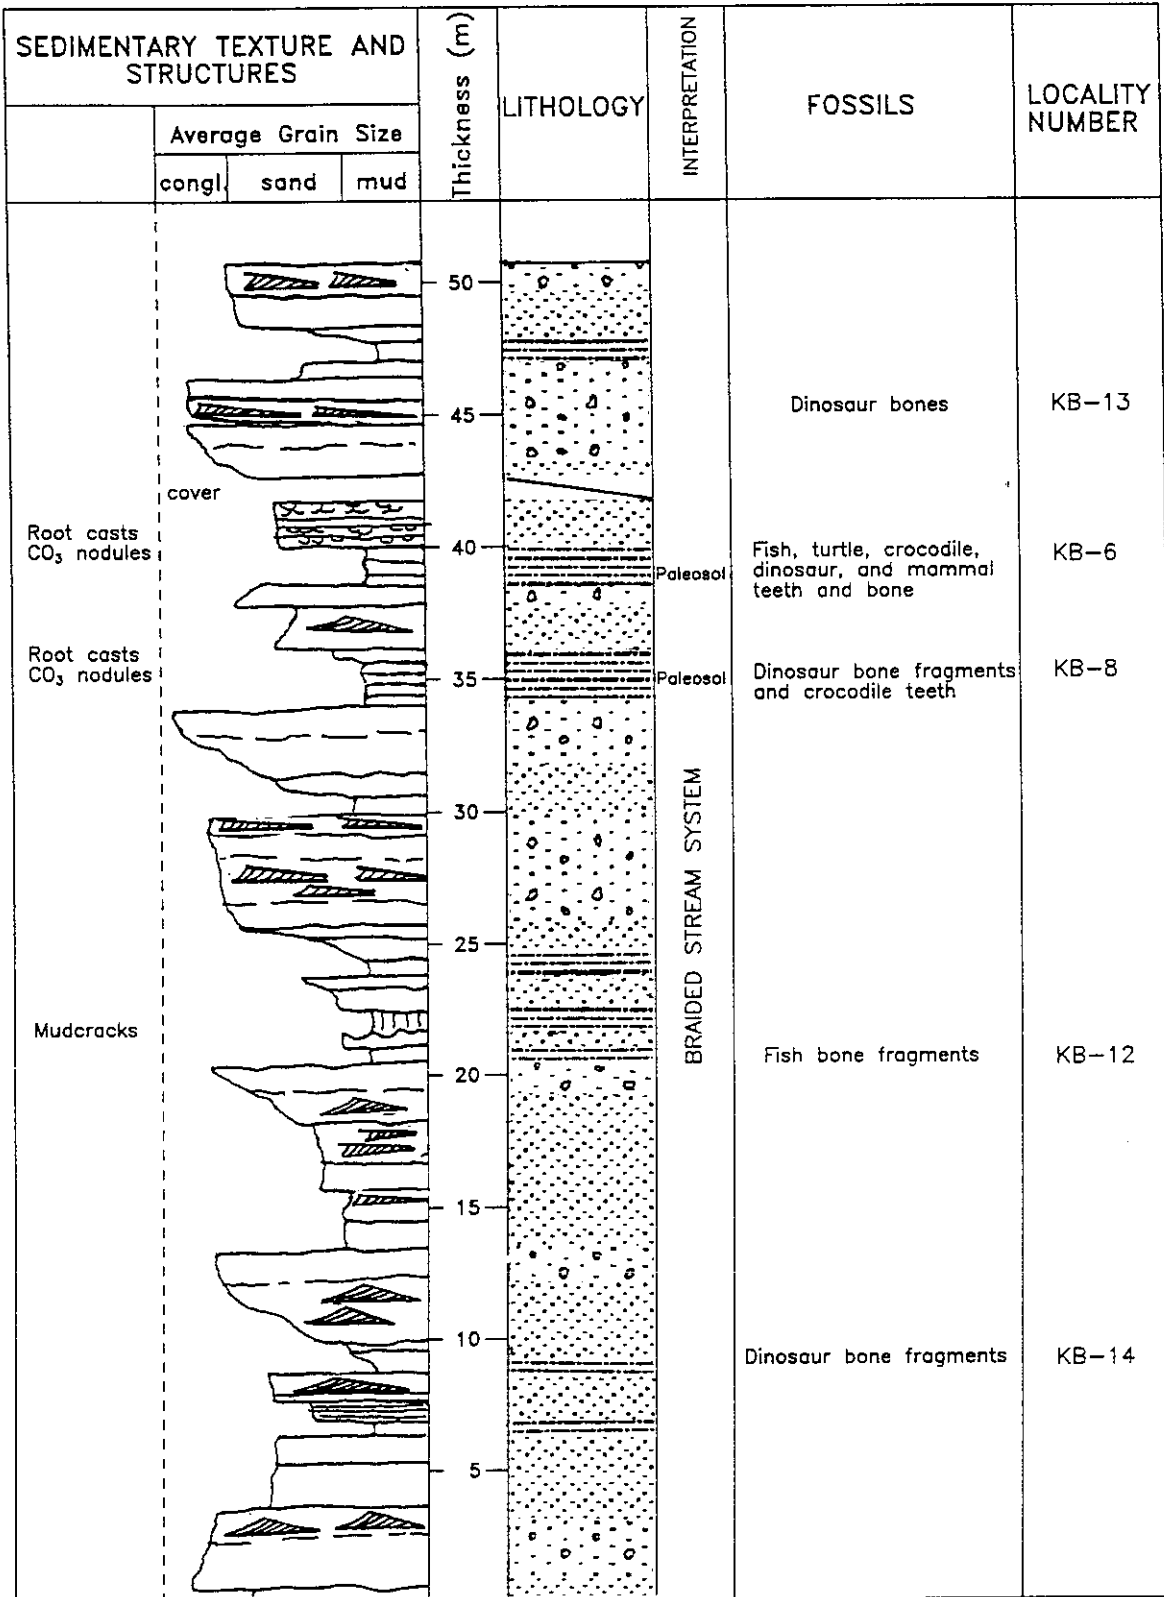 SEDIMENTARY TEXTURE AND
STRUCTURES
Average Grain Size
congl.
sand
mud
Thickness (m)
LITHOLOGY
INTERPRETATION
FOSSILS
LOCALITY
NUMBER
50
45
Dinosaur bones
KB-13
cover
Root casts
CO₃ nodules
40
Paleosol
Fish, turtle, crocodile,
dinosaur, and mammal
teeth and bone
KB-6
Root casts
CO₃ nodules
35
Paleosol
Dinosaur bone fragments
and crocodile teeth
KB-8
30
25
BRAIDED STREAM SYSTEM
Mudcracks
20
Fish bone fragments
KB-12
15
10
Dinosaur bone fragments
KB-14
5